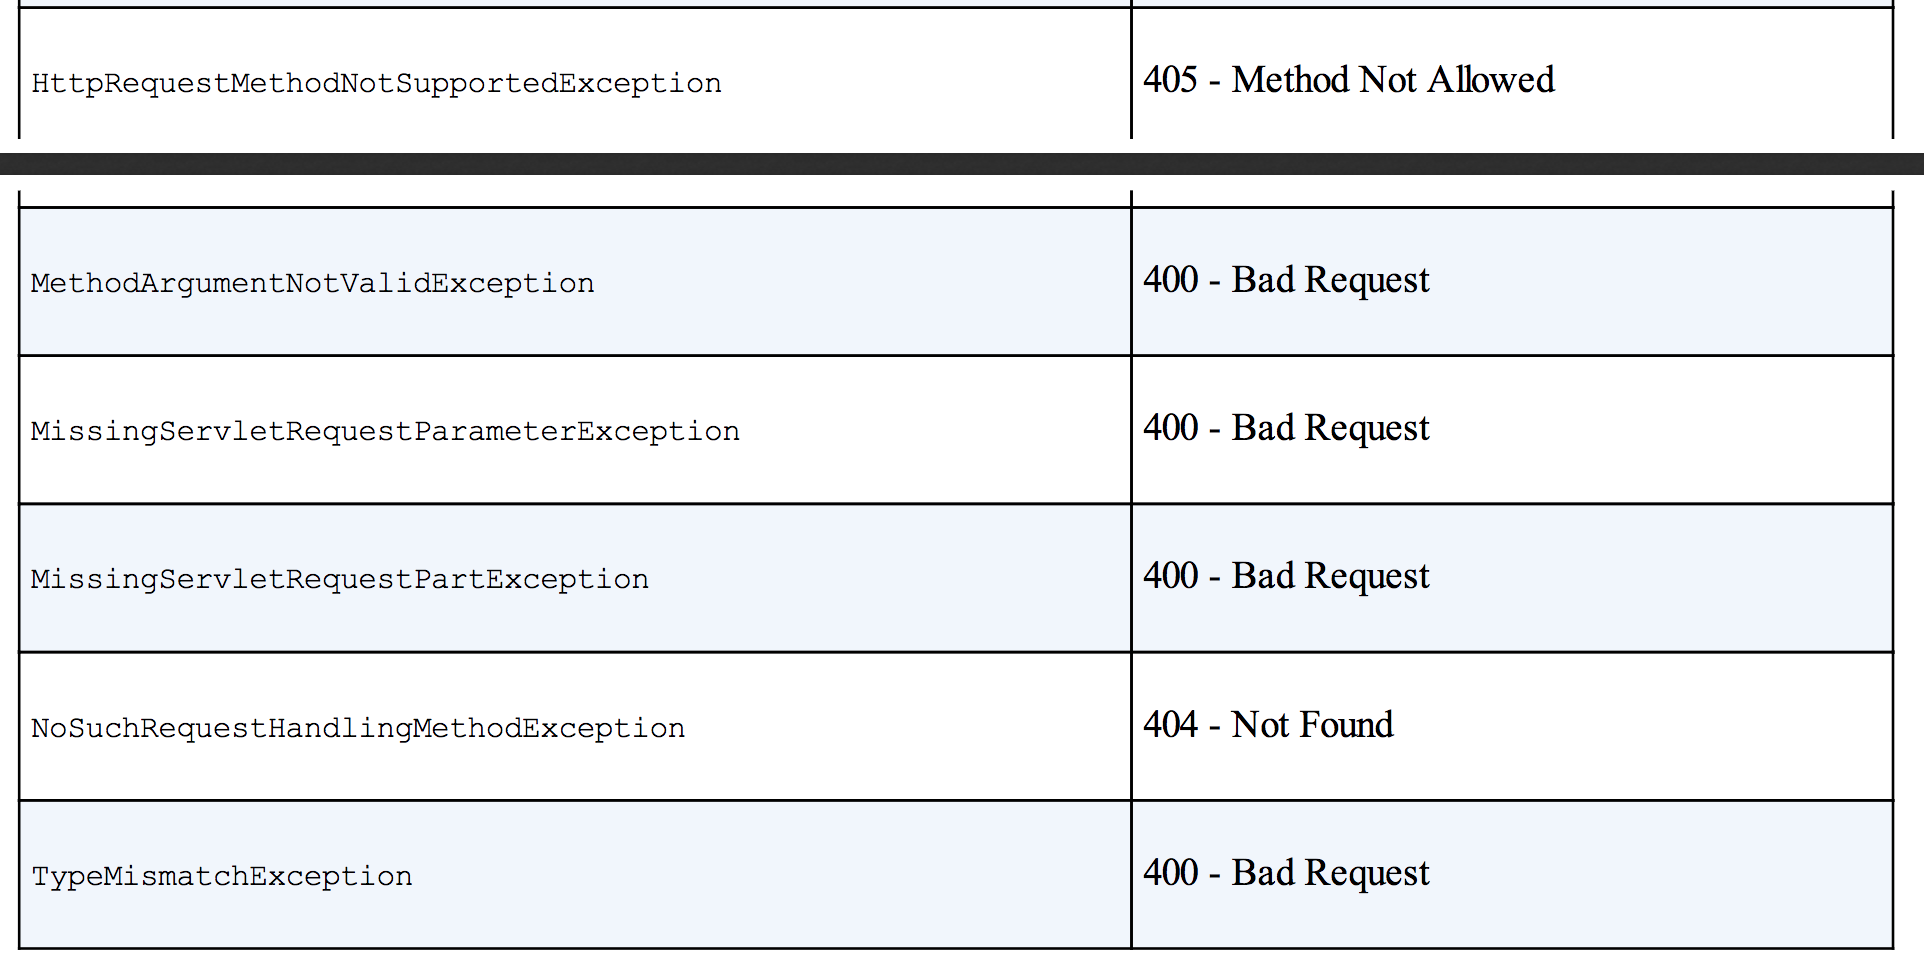 HttpRequestMethodNotSupportedException 405 - Method Not Allowed
MethodArgumentNotValidException 400 - Bad Request
MissingServletRequestParameterException 400 - Bad Request
MissingServletRequestPartException 400 - Bad Request
NoSuchRequestHandlingMethodException 404 - Not Found
TypeMismatchException 400 - Bad Request